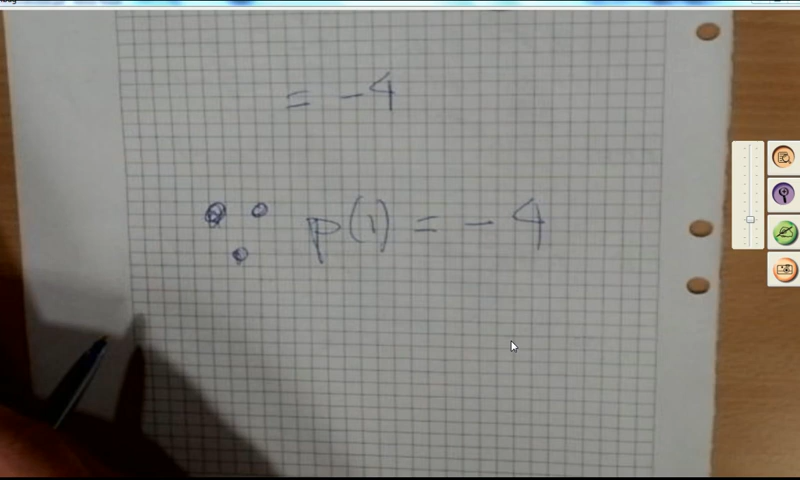 = -4
∴ p(1) = -4